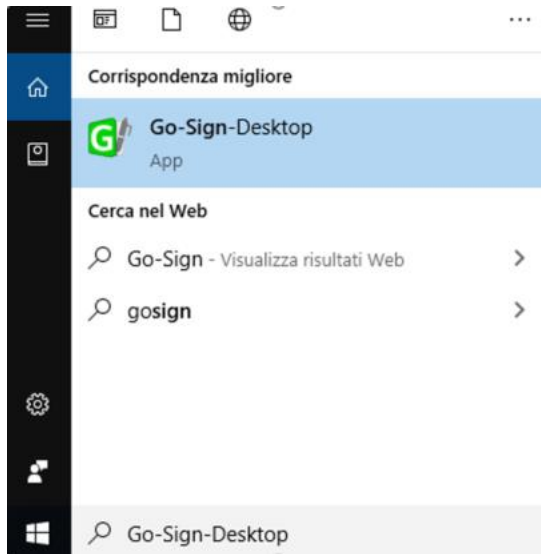 Corrispondenza migliore
Go-Sign-Desktop
App
Cerca nel Web
Go-Sign - Visualizza risultati Web
gosign
Go-Sign-Desktop